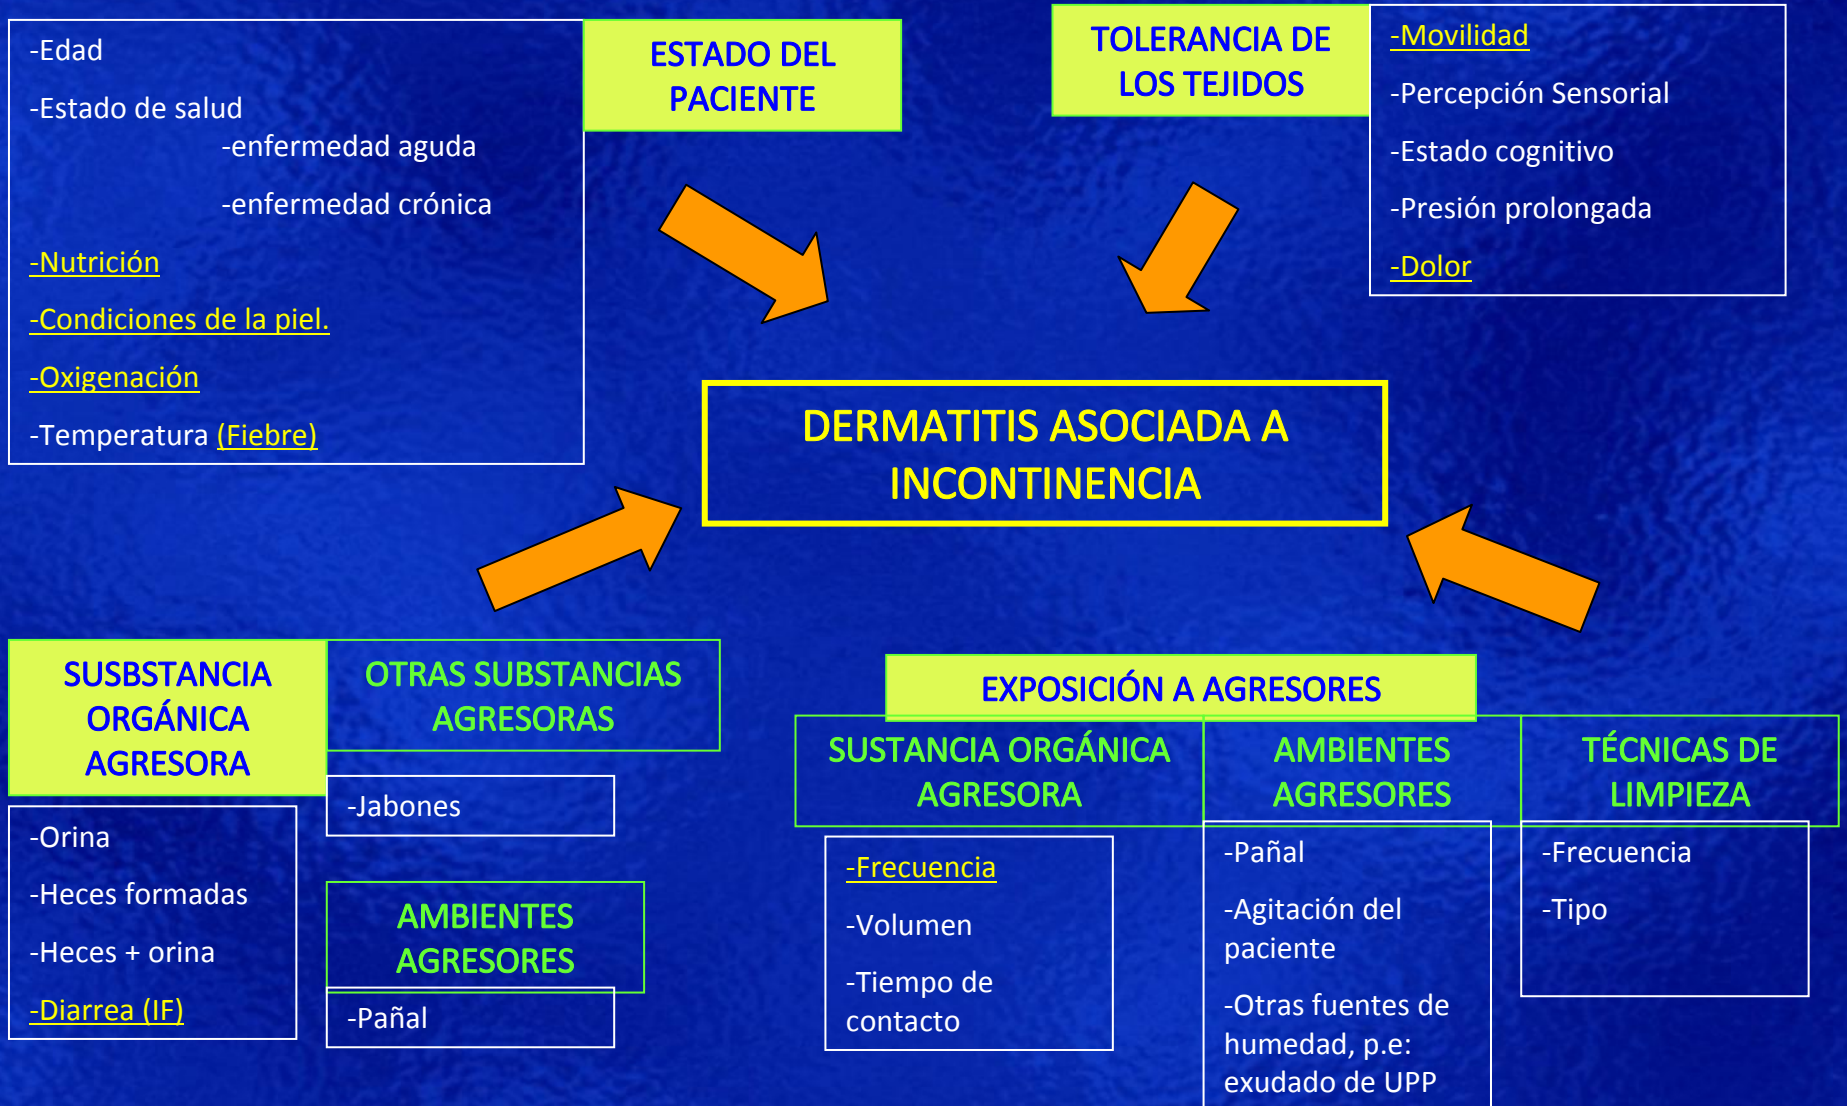 -Edad
-Estado de salud
-enfermedad aguda
-enfermedad crónica
-Nutrición
-Condiciones de la piel.
-Oxigenación
-Temperatura (Fiebre)
ESTADO DEL
PACIENTE
TOLERANCIA DE
LOS TEJIDOS
-Movilidad
-Percepción Sensorial
-Estado cognitivo
-Presión prolongada
-Dolor
DERMATITIS ASOCIADA A
INCONTINENCIA
SUSBSTANCIA
ORGÁNICA
AGRESORA
-Orina
-Heces formadas
-Heces + orina
-Diarrea (IF)
OTRAS SUBSTANCIAS
AGRESORAS
-Jabones
AMBIENTES
AGRESORES
-Pañal
EXPOSICIÓN A AGRESORES
SUSTANCIA ORGÁNICA
AGRESORA
-Frecuencia
-Volumen
-Tiempo de
contacto
AMBIENTES
AGRESORES
-Pañal
-Agitación del
paciente
-Otras fuentes de
humedad, p.e:
exudado de UPP
TÉCNICAS DE
LIMPIEZA
-Frecuencia
-Tipo